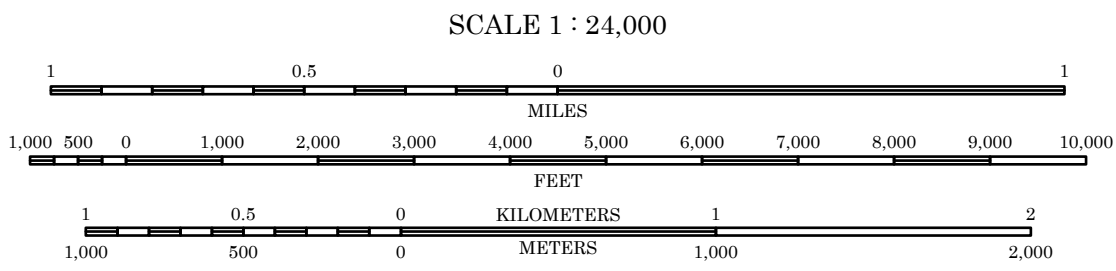 SCALE 1 : 24,000
1 0.5 0 1
MILES
1,000 500 0 1,000 2,000 3,000 4,000 5,000 6,000 7,000 8,000 9,000 10,000
FEET
1 0.5 0 KILOMETERS 1 2
1,000 500 0 METERS 1,000 2,000